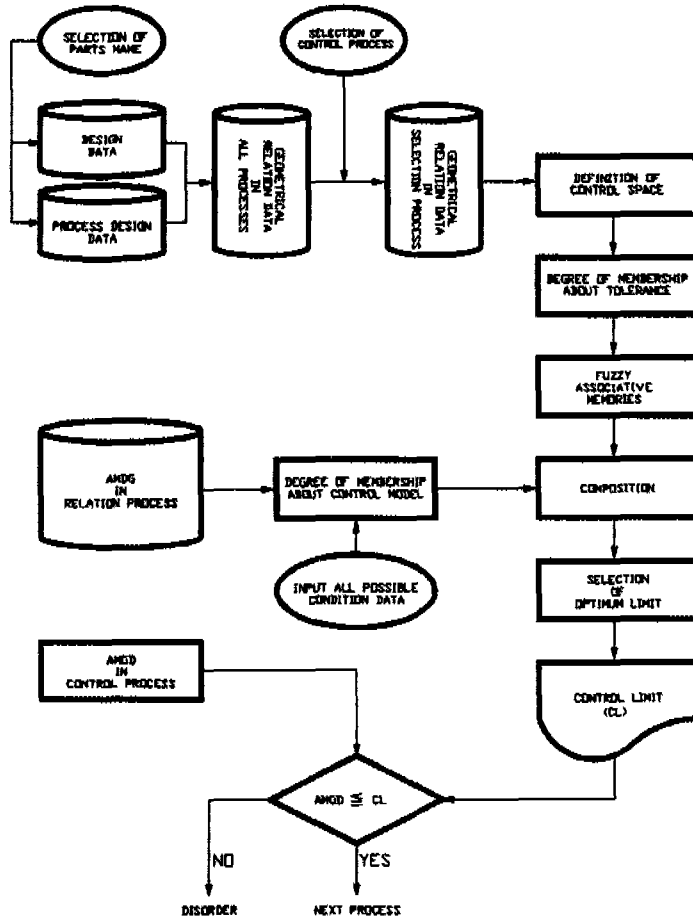 SELECTION OF
PARTS NAME
SELECTION OF
CONTROL PROCESS
DESIGN
DATA
PROCESS DESIGN
DATA
GEOMETRICAL
RELATION DATA
IN
ALL PROCESSES
GEOMETRICAL
RELATION DATA
IN
SELECTION PROCESS
DEFINITION OF
CONTROL SPACE
DEGREE OF MEMBERSHIP
ABOUT TOLERANCE
FUZZY
ASSOCIATIVE
MEMORIES
AMDG
IN
RELATION PROCESS
DEGREE OF MEMBERSHIP
ABOUT CONTROL MODEL
COMPOSITION
INPUT ALL POSSIBLE
CONDITION DATA
SELECTION
OF
OPTIMUM LIMIT
AMGD
IN
CONTROL PROCESS
CONTROL LIMIT
(CL)
AMGD ≦ CL
NO
YES
DISORDER
NEXT PROCESS